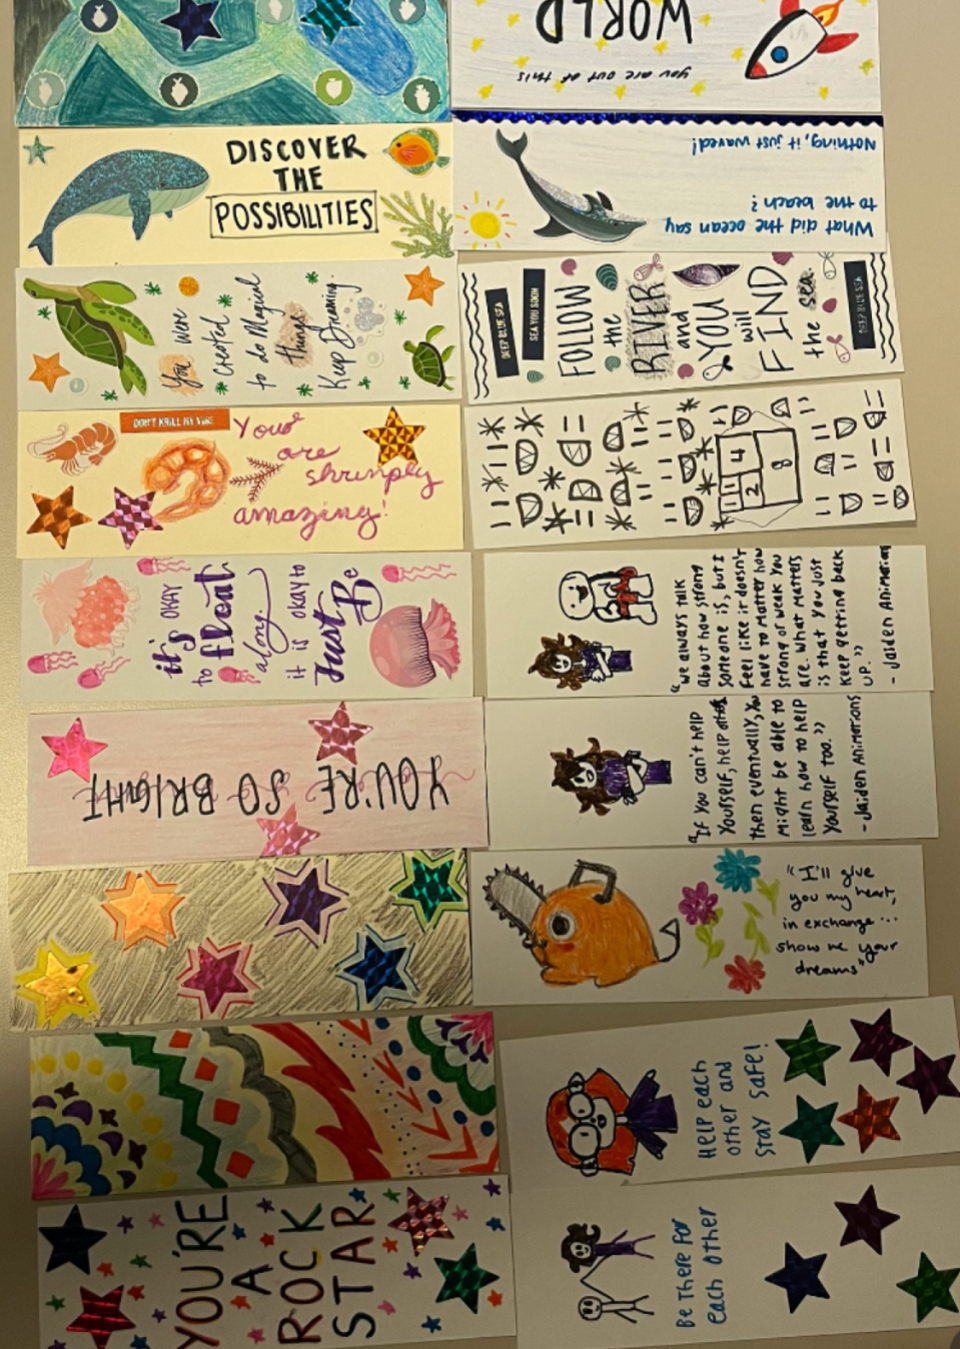 you are out of this
WORLD
DISCOVER
THE
POSSIBILITIES
What did the ocean say
to the beach?
Nothing, it just waved!
You were
created
to do Magical
things.
Keep Dreaming.
DEEP BLUE SEA
SEA YOU SOON
FOLLOW
the
RIVER
and
YOU
will
FIND
the sea.
DEEP BLUE SEA
DON'T KRILL MY VIBE
You
are
shrimply
amazing!
4
2
8
it's OKAY
to float
along.
it is okay to
Just Be
"We always talk
about how strong
someone is, but I
feel like it doesn't
have to matter how
strong of weak you
are. What matters
is that you just
keep getting back
up."
- Jaiden Animations
YOU'RE SO BRIGHT
"If you can't help
yourself, help others
then eventually, you
might be able to
learn how to help
yourself too."
- Jaiden Animations
"I'll give
you my heart,
in exchange...
show me your
dreams"
Help each
other and
Stay Safe!
YOU'RE
A
ROCK
STAR
Be There for
each other